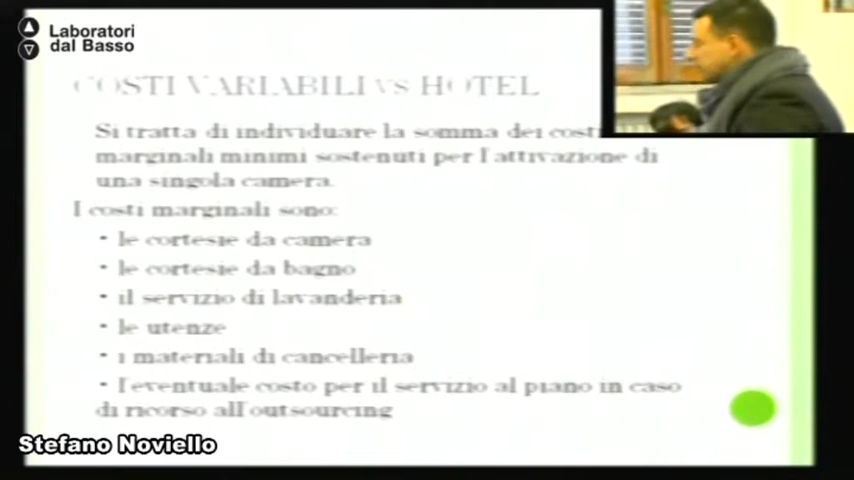 Laboratori
dal Basso
COSTI VARIABILI vs HOTEL
Si tratta di individuare la somma dei costi
marginali minimi sostenuti per l'attivazione di
una singola camera.
I costi marginali sono:
• le cortesie da camera
• le cortesie da bagno
• il servizio di lavanderia
• le utenze
• i materiali di cancelleria
• l'eventuale costo per il servizio al piano in caso
di ricorso all'outsourcing
Stefano Noviello